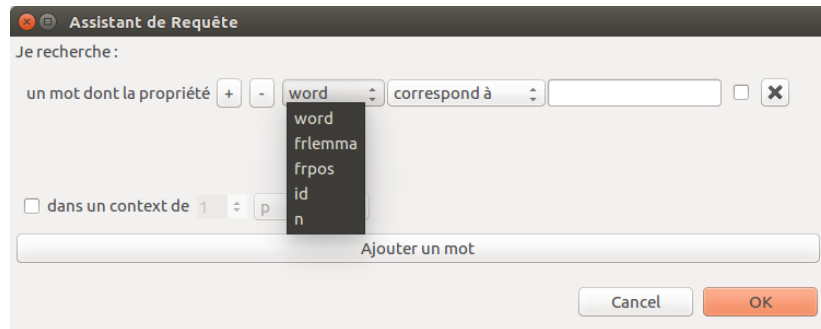 Assistant de Requête
Je recherche :
un mot dont la propriété + - word correspond à
word
frlemma
frpos
id
n
dans un context de 1 p
Ajouter un mot
Cancel OK